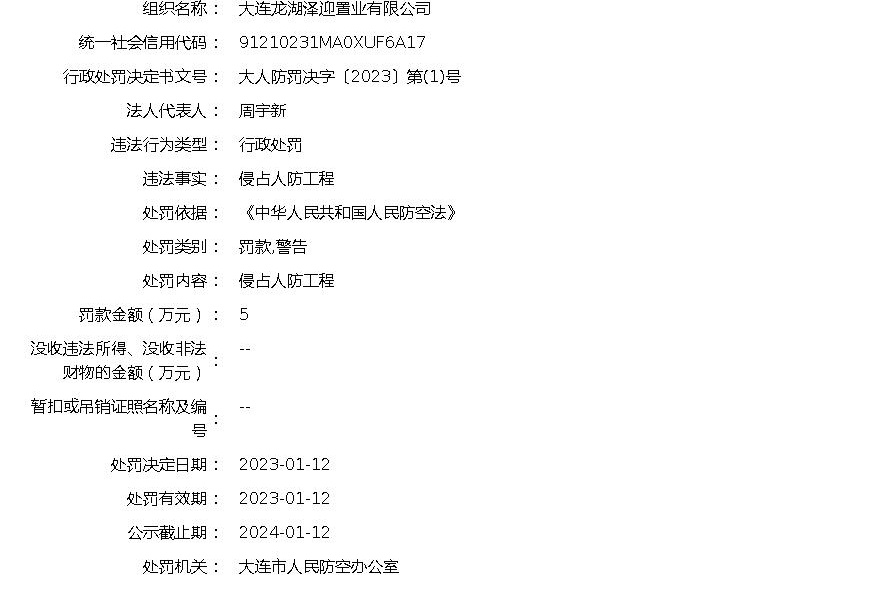 组织名称： 大连龙湖泽迎置业有限公司
统一社会信用代码： 91210231MA0XUF6A17
行政处罚决定书文号： 大人防罚决字〔2023〕第(1)号
法人代表人： 周宇新
违法行为类型： 行政处罚
违法事实： 侵占人防工程
处罚依据： 《中华人民共和国人民防空法》
处罚类别： 罚款,警告
处罚内容： 侵占人防工程
罚款金额（万元）： 5
没收违法所得、没收非法
财物的金额（万元）： --
暂扣或吊销证照名称及编
号： --
处罚决定日期： 2023-01-12
处罚有效期： 2023-01-12
公示截止期： 2024-01-12
处罚机关： 大连市人民防空办公室